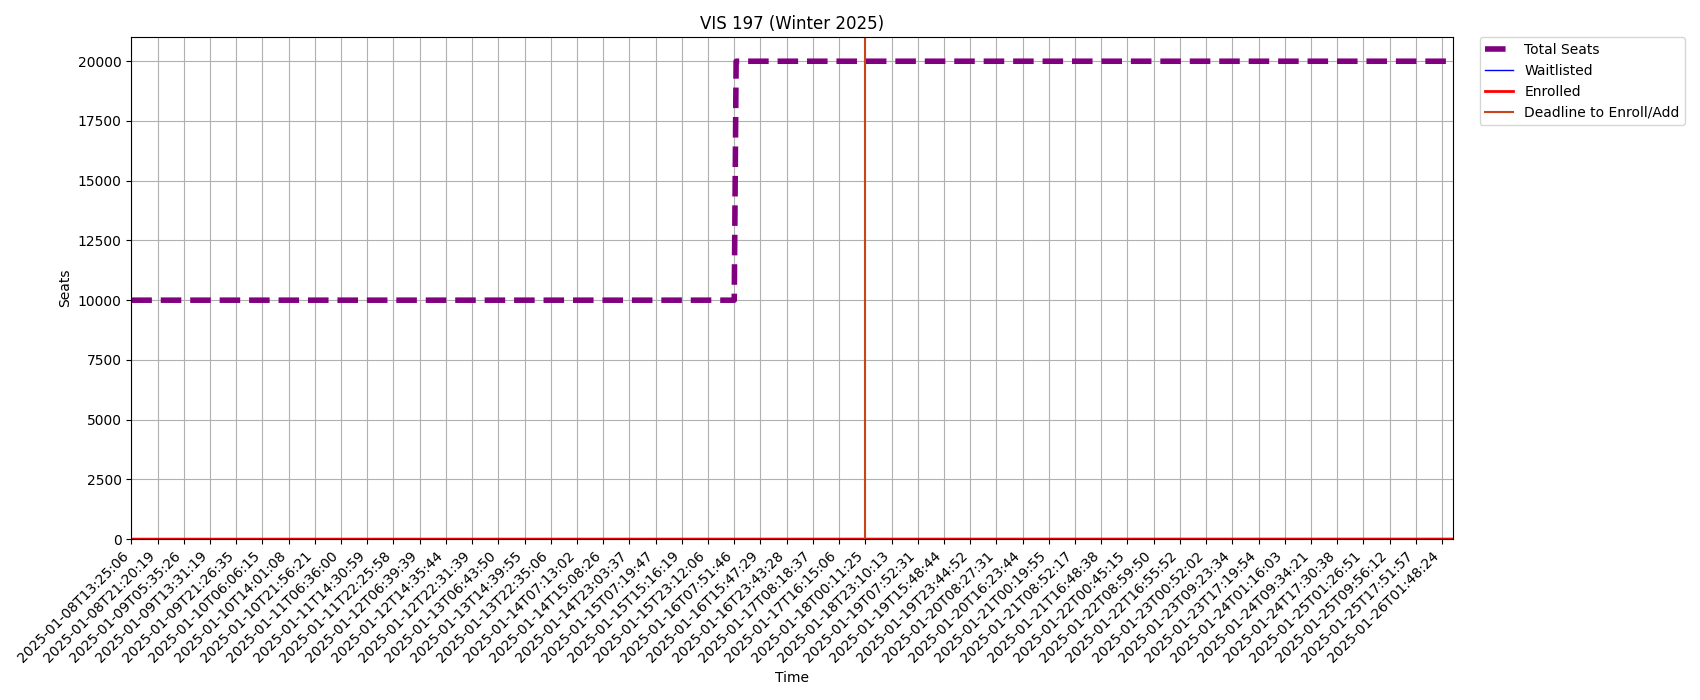 VIS 197 (Winter 2025)
Total Seats
Waitlisted
Enrolled
Deadline to Enroll/Add
20000
17500
15000
12500
10000
7500
5000
2500
0
Seats
2025-01-08T13:25:06
2025-01-08T21:20:19
2025-01-09T05:35:26
2025-01-09T13:31:19
2025-01-09T21:26:35
2025-01-10T06:06:15
2025-01-10T14:01:08
2025-01-10T21:56:21
2025-01-11T06:36:00
2025-01-11T14:30:59
2025-01-11T22:25:58
2025-01-12T06:39:39
2025-01-12T14:35:44
2025-01-12T22:31:39
2025-01-13T06:43:50
2025-01-13T14:39:55
2025-01-13T22:35:06
2025-01-14T07:13:02
2025-01-14T15:08:26
2025-01-14T23:03:37
2025-01-15T07:19:47
2025-01-15T15:16:19
2025-01-15T23:12:06
2025-01-16T07:51:46
2025-01-16T15:47:29
2025-01-16T23:43:28
2025-01-17T08:18:37
2025-01-17T16:15:06
2025-01-18T00:11:25
2025-01-18T23:10:13
2025-01-19T07:52:31
2025-01-19T15:48:44
2025-01-19T23:44:52
2025-01-20T08:27:31
2025-01-20T16:23:44
2025-01-21T00:19:55
2025-01-21T08:52:17
2025-01-21T16:48:38
2025-01-22T00:45:15
2025-01-22T08:59:50
2025-01-22T16:55:52
2025-01-23T00:52:02
2025-01-23T09:23:34
2025-01-23T17:19:54
2025-01-24T01:16:03
2025-01-24T09:34:21
2025-01-24T17:30:38
2025-01-25T01:26:51
2025-01-25T09:56:12
2025-01-25T17:51:57
2025-01-26T01:48:24
Time